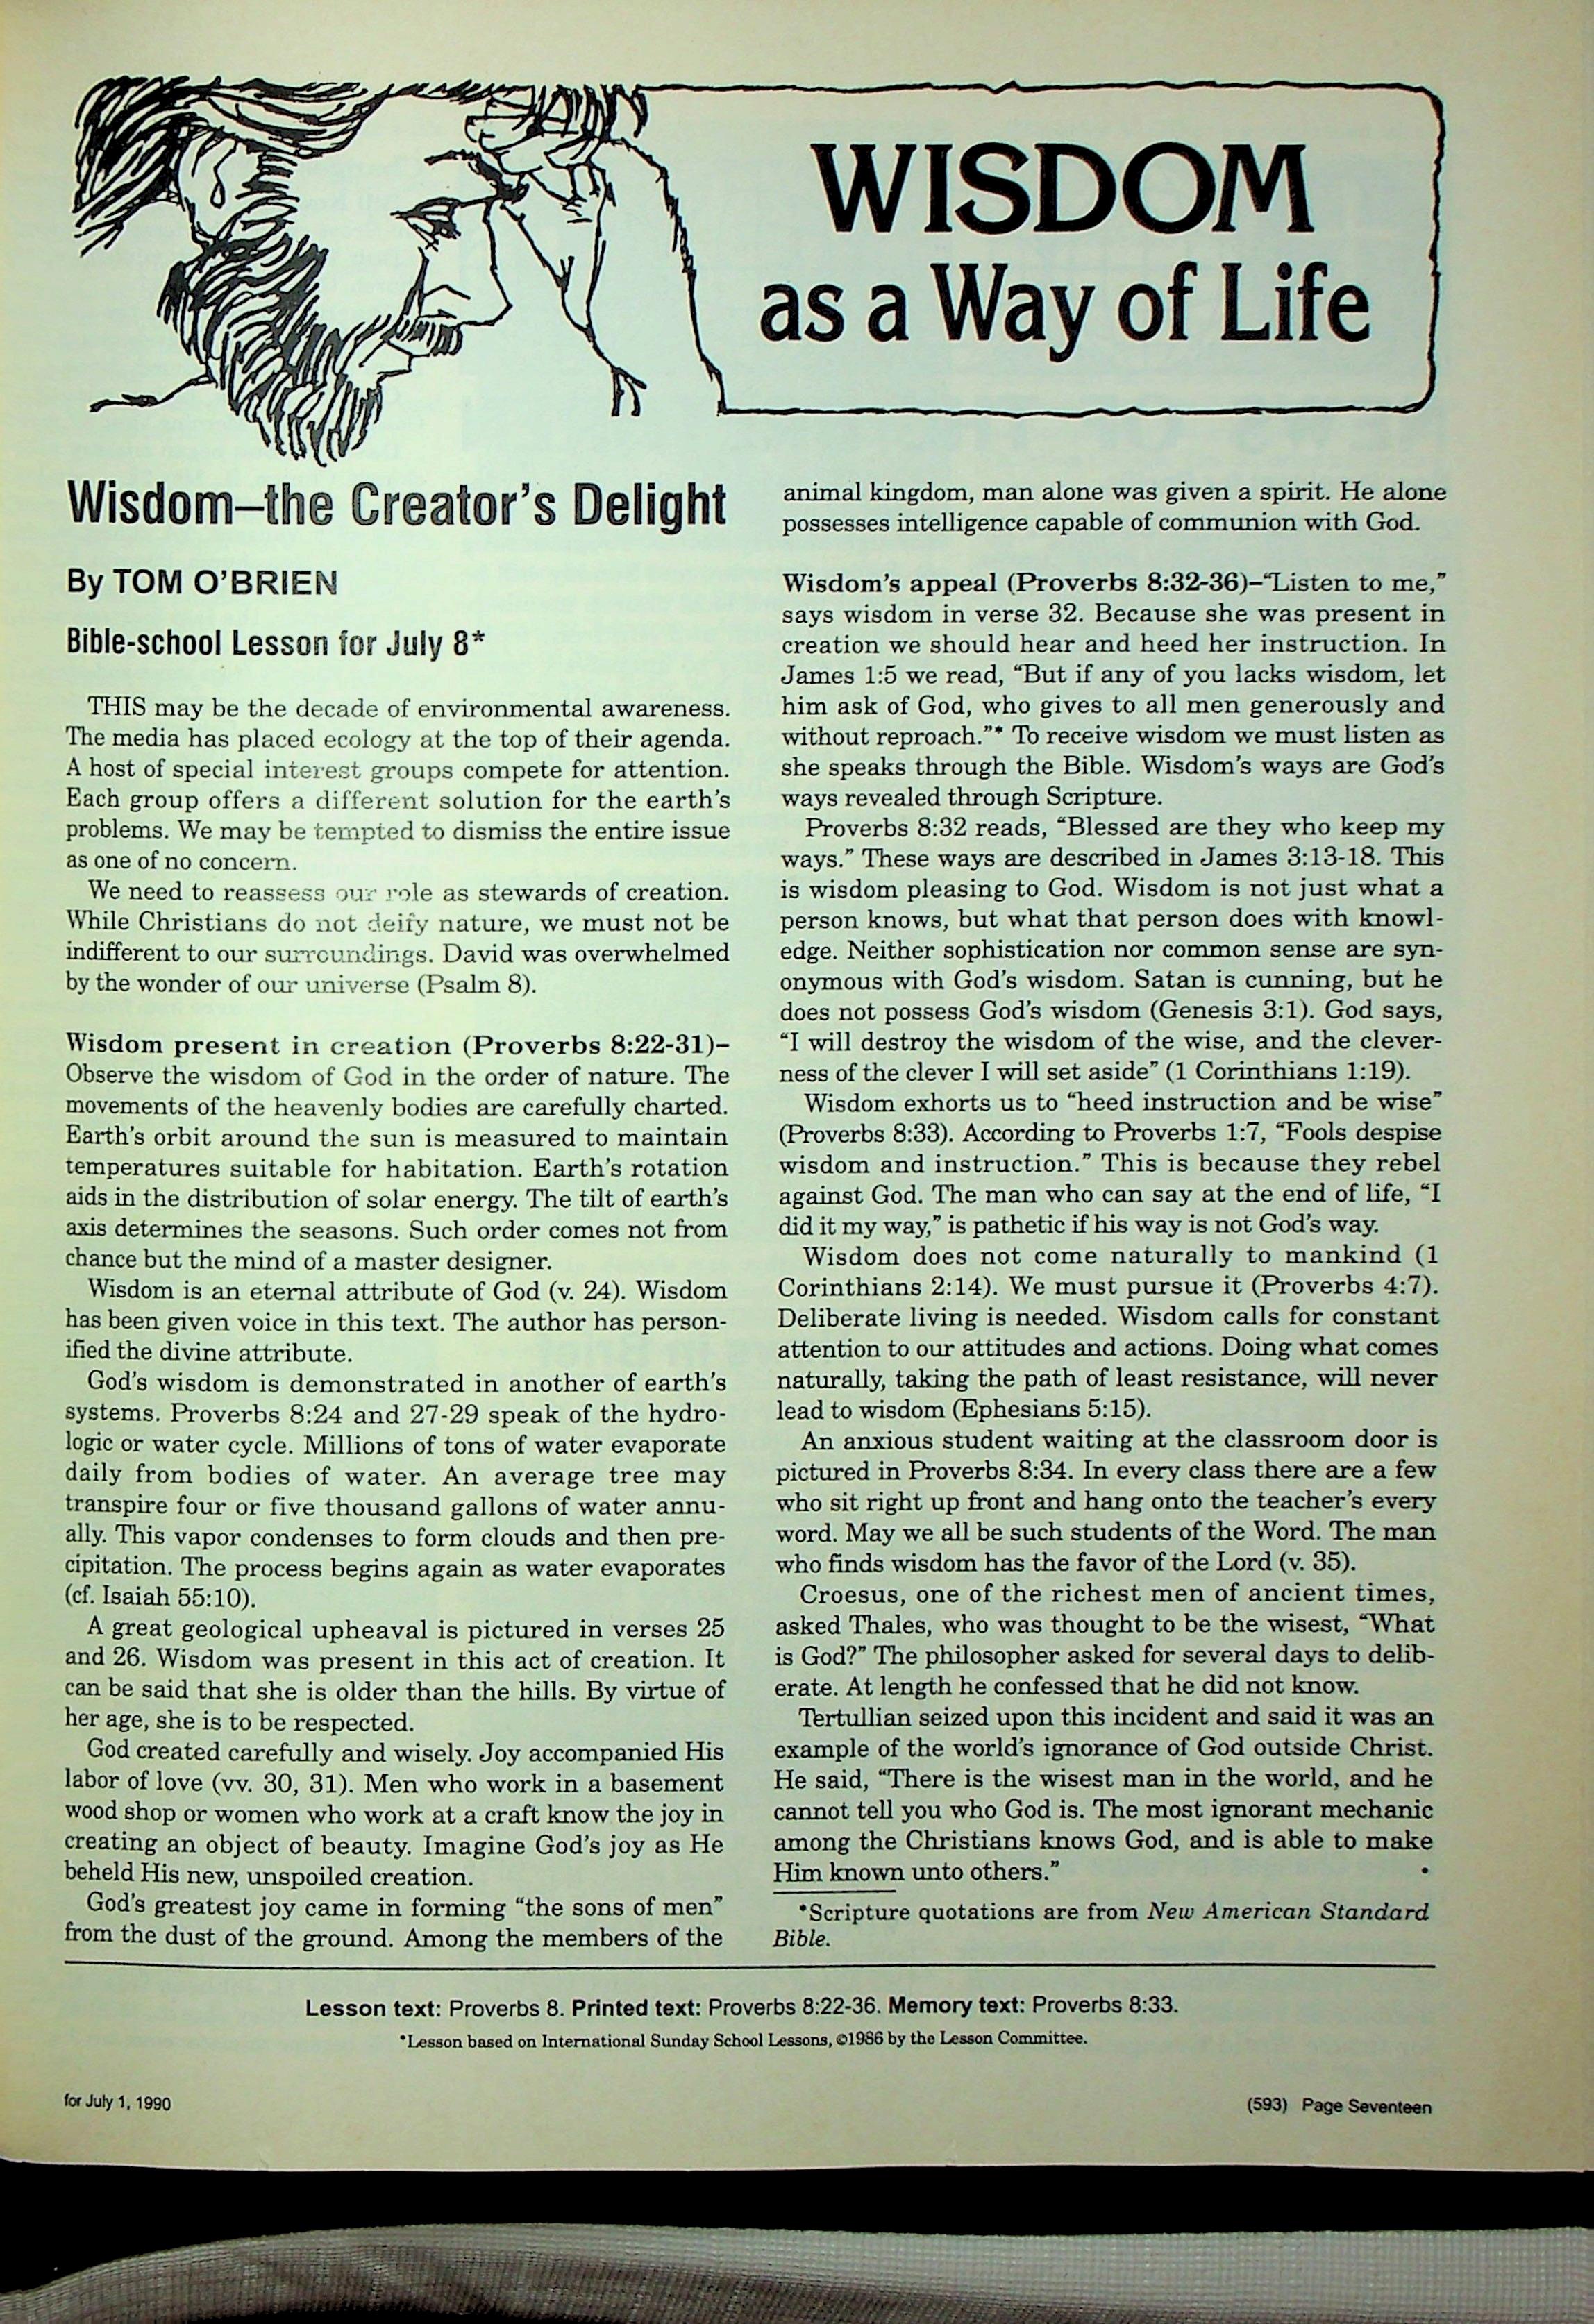 WISDOM
as a Way of Life
Wisdom–the Creator's Delight
By TOM O'BRIEN
Bible-school Lesson for July 8*
THIS may be the decade of environmental awareness.
The media has placed ecology at the top of their agenda.
A host of special interest groups compete for attention.
Each group offers a different solution for the earth's
problems. We may be tempted to dismiss the entire issue
as one of no concern.
We need to reassess our role as stewards of creation.
While Christians do not deify nature, we must not be
indifferent to our surroundings. David was overwhelmed
by the wonder of our universe (Psalm 8).
Wisdom present in creation (Proverbs 8:22-31)–
Observe the wisdom of God in the order of nature. The
movements of the heavenly bodies are carefully charted.
Earth's orbit around the sun is measured to maintain
temperatures suitable for habitation. Earth's rotation
aids in the distribution of solar energy. The tilt of earth's
axis determines the seasons. Such order comes not from
chance but the mind of a master designer.
Wisdom is an eternal attribute of God (v. 24). Wisdom
has been given voice in this text. The author has person-
ified the divine attribute.
God's wisdom is demonstrated in another of earth's
systems. Proverbs 8:24 and 27-29 speak of the hydro-
logic or water cycle. Millions of tons of water evaporate
daily from bodies of water. An average tree may
transpire four or five thousand gallons of water annu-
ally. This vapor condenses to form clouds and then pre-
cipitation. The process begins again as water evaporates
(cf. Isaiah 55:10).
A great geological upheaval is pictured in verses 25
and 26. Wisdom was present in this act of creation. It
can be said that she is older than the hills. By virtue of
her age, she is to be respected.
God created carefully and wisely. Joy accompanied His
labor of love (vv. 30, 31). Men who work in a basement
wood shop or women who work at a craft know the joy in
creating an object of beauty. Imagine God's joy as He
beheld His new, unspoiled creation.
God's greatest joy came in forming "the sons of men"
from the dust of the ground. Among the members of the
animal kingdom, man alone was given a spirit. He alone
possesses intelligence capable of communion with God.
Wisdom's appeal (Proverbs 8:32-36)–"Listen to me,"
says wisdom in verse 32. Because she was present in
creation we should hear and heed her instruction. In
James 1:5 we read, "But if any of you lacks wisdom, let
him ask of God, who gives to all men generously and
without reproach."* To receive wisdom we must listen as
she speaks through the Bible. Wisdom's ways are God's
ways revealed through Scripture.
Proverbs 8:32 reads, "Blessed are they who keep my
ways." These ways are described in James 3:13-18. This
is wisdom pleasing to God. Wisdom is not just what a
person knows, but what that person does with knowl-
edge. Neither sophistication nor common sense are syn-
onymous with God's wisdom. Satan is cunning, but he
does not possess God's wisdom (Genesis 3:1). God says,
"I will destroy the wisdom of the wise, and the clever-
ness of the clever I will set aside" (1 Corinthians 1:19).
Wisdom exhorts us to "heed instruction and be wise"
(Proverbs 8:33). According to Proverbs 1:7, "Fools despise
wisdom and instruction." This is because they rebel
against God. The man who can say at the end of life, "I
did it my way," is pathetic if his way is not God's way.
Wisdom does not come naturally to mankind (1
Corinthians 2:14). We must pursue it (Proverbs 4:7).
Deliberate living is needed. Wisdom calls for constant
attention to our attitudes and actions. Doing what comes
naturally, taking the path of least resistance, will never
lead to wisdom (Ephesians 5:15).
An anxious student waiting at the classroom door is
pictured in Proverbs 8:34. In every class there are a few
who sit right up front and hang onto the teacher's every
word. May we all be such students of the Word. The man
who finds wisdom has the favor of the Lord (v. 35).
Croesus, one of the richest men of ancient times,
asked Thales, who was thought to be the wisest, "What
is God?" The philosopher asked for several days to delib-
erate. At length he confessed that he did not know.
Tertullian seized upon this incident and said it was an
example of the world's ignorance of God outside Christ.
He said, "There is the wisest man in the world, and he
cannot tell you who God is. The most ignorant mechanic
among the Christians knows God, and is able to make
Him known unto others." •
*Scripture quotations are from New American Standard
Bible.
Lesson text: Proverbs 8. Printed text: Proverbs 8:22-36. Memory text: Proverbs 8:33.
*Lesson based on International Sunday School Lessons, ©1986 by the Lesson Committee.
for July 1, 1990
(593) Page Seventeen